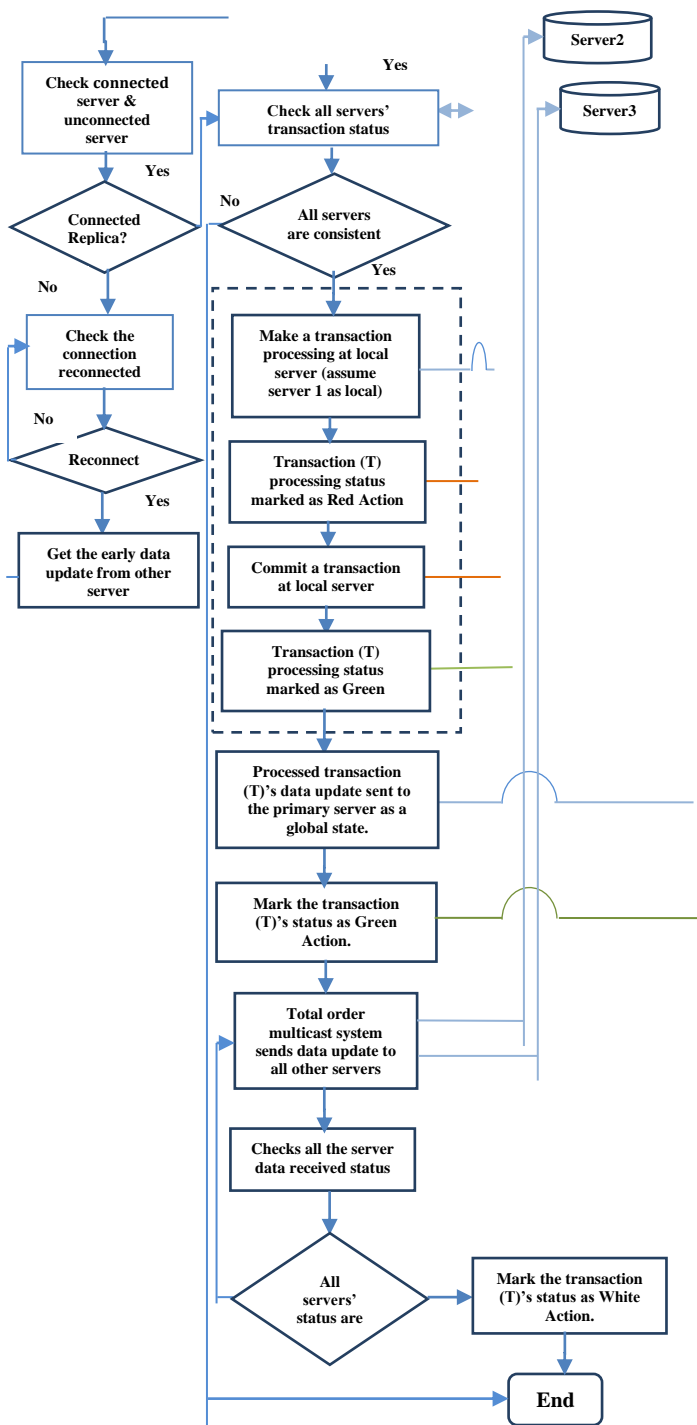 Server2
Yes
Check connected
server &
unconnected
server
Check all servers'
transaction status
Server3
Yes
No
Connected
Replica?
All servers
are consistent
Yes
No
Check the
connection
reconnected
Make a transaction
processing at local
server (assume
server 1 as local)
No
Reconnect
Transaction (T)
processing status
marked as Red Action
Yes
Get the early data
update from other
server
Commit a transaction
at local server
Transaction (T)
processing status
marked as Green
Processed transaction
(T)'s data update sent to
the primary server as a
global state.
Mark the transaction
(T)'s status as Green
Action.
Total order
multicast system
sends data update to
all other servers
Checks all the server
data received status
All
servers'
status are
Mark the transaction
(T)'s status as White
Action.
End